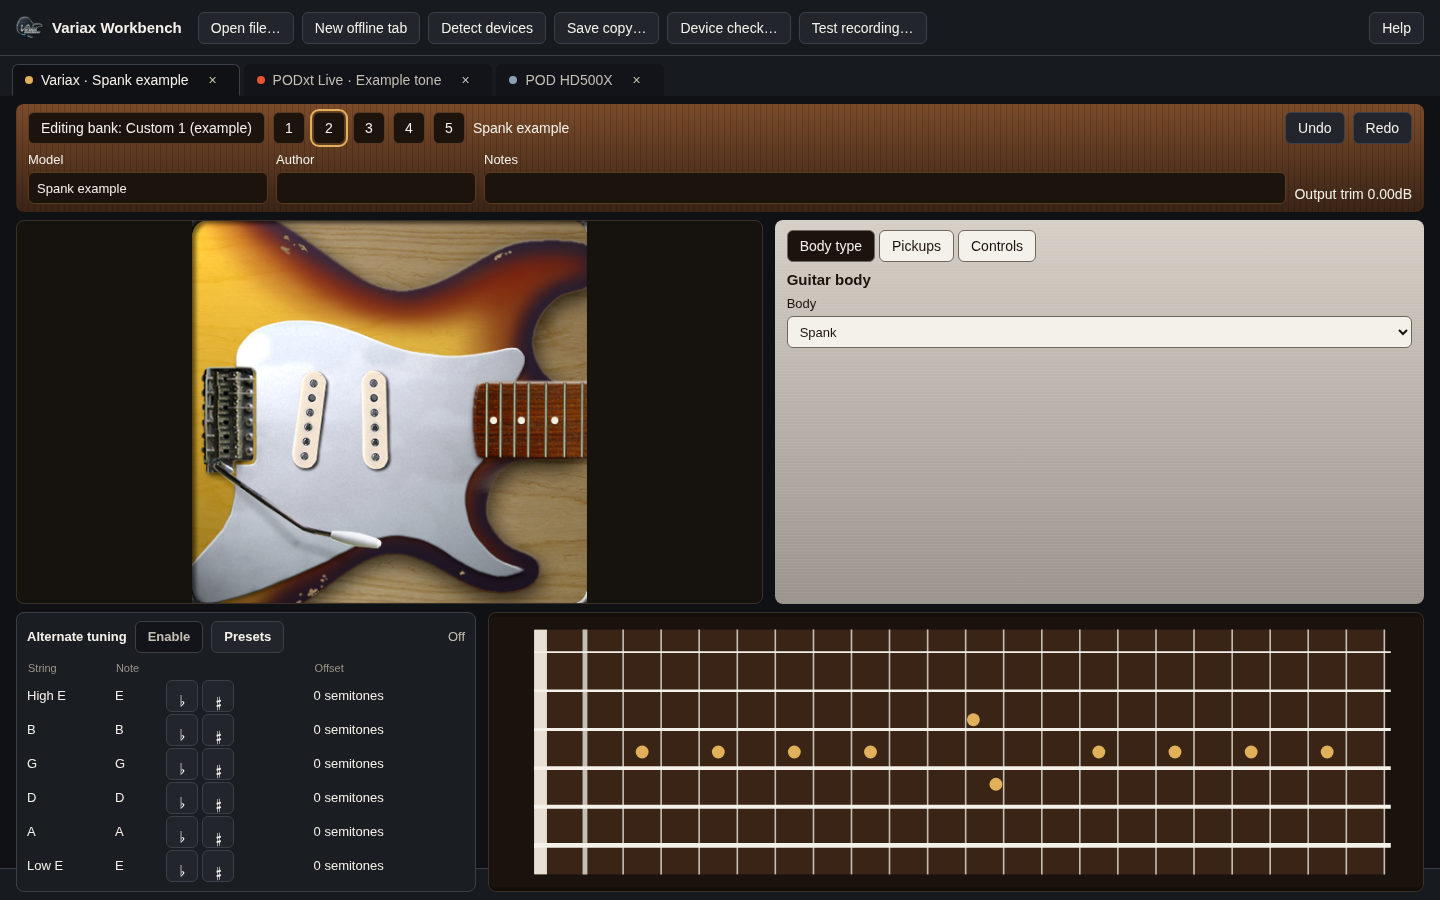 Variax Workbench Open file… New offline tab Detect devices Save copy… Device check… Test recording… Help
Variax · Spank example × PODxt Live · Example tone × POD HD500X ×
Editing bank: Custom 1 (example) 1 2 3 4 5 Spank example Undo Redo
Model Author Notes
Spank example Output trim 0.00dB
Body type Pickups Controls
Guitar body
Body
Spank
Alternate tuning Enable Presets Off
String Note Offset
High E E ♭ ♯ 0 semitones
B B ♭ ♯ 0 semitones
G G ♭ ♯ 0 semitones
D D ♭ ♯ 0 semitones
A A ♭ ♯ 0 semitones
Low E E ♭ ♯ 0 semitones